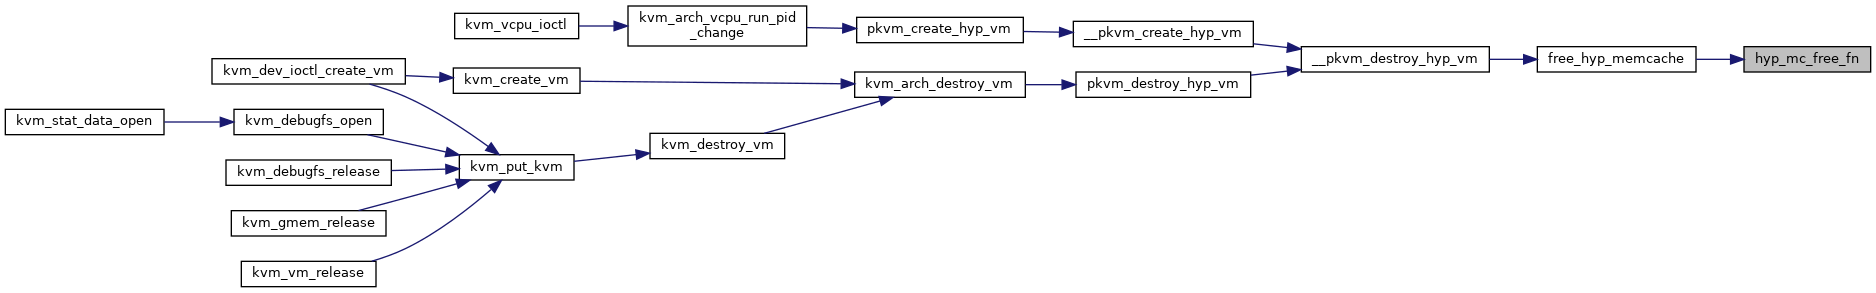 kvm_vcpu_ioctl
kvm_arch_vcpu_run_pid
_change
pkvm_create_hyp_vm
__pkvm_create_hyp_vm
kvm_dev_ioctl_create_vm
kvm_create_vm
kvm_arch_destroy_vm
pkvm_destroy_hyp_vm
__pkvm_destroy_hyp_vm
free_hyp_memcache
hyp_mc_free_fn
kvm_stat_data_open
kvm_debugfs_open
kvm_destroy_vm
kvm_debugfs_release
kvm_put_kvm
kvm_gmem_release
kvm_vm_release